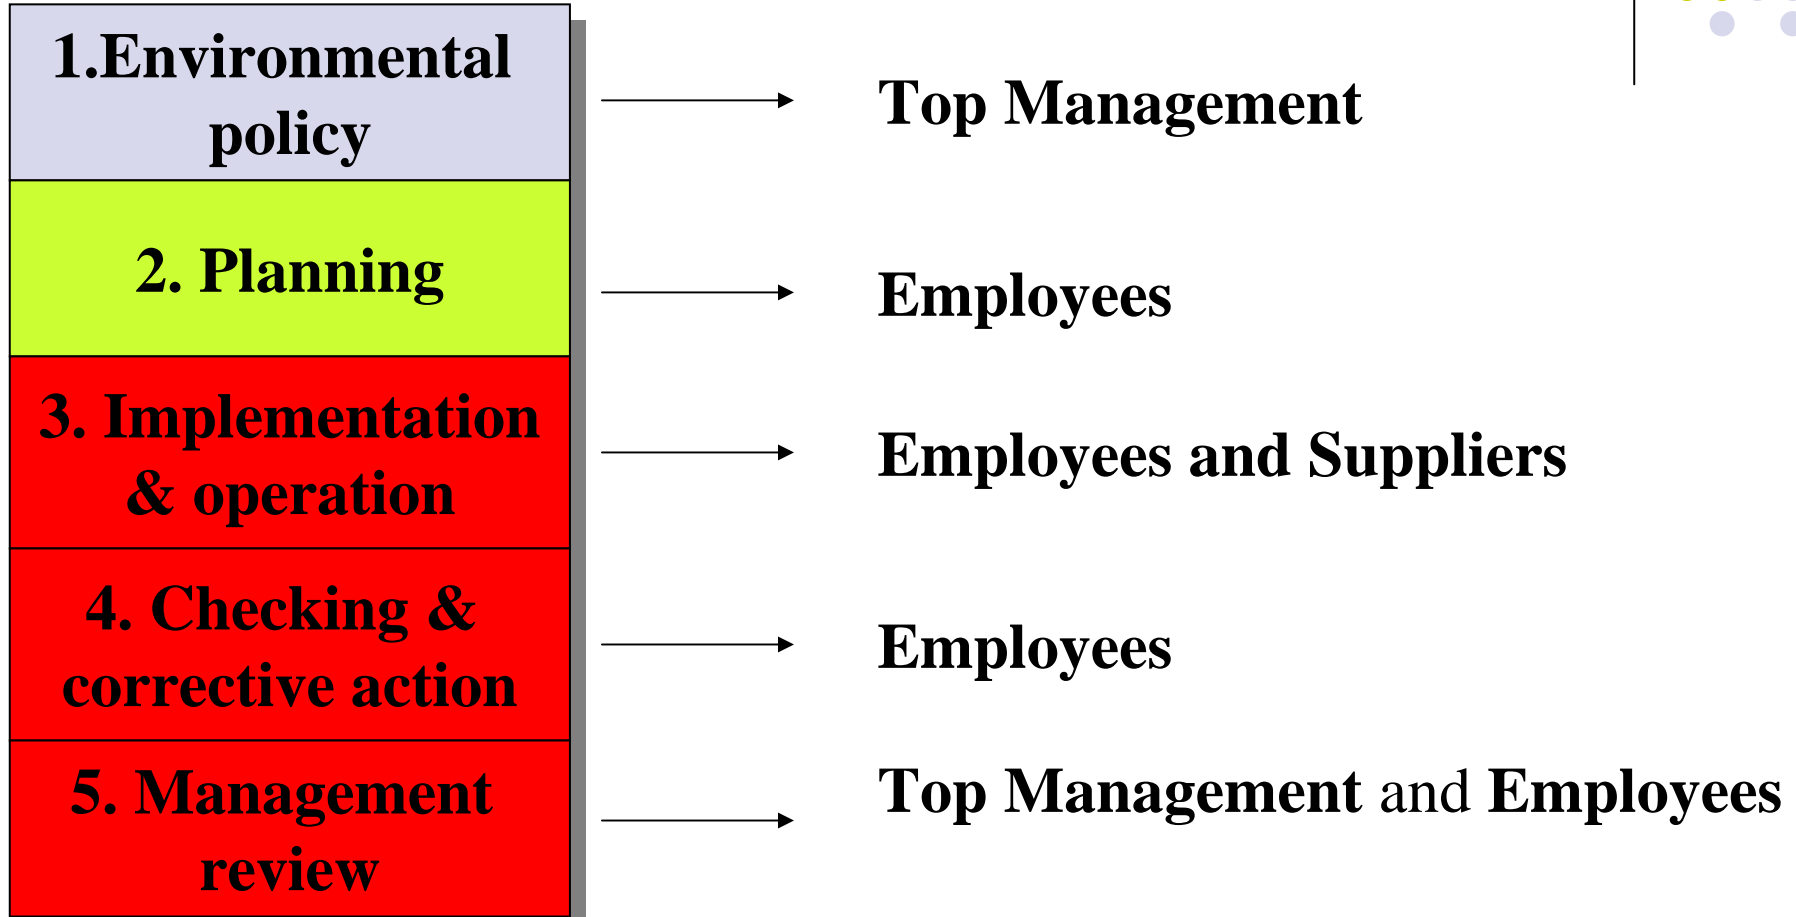 1.Environmental
policy
Top Management
2. Planning
Employees
3. Implementation
& operation
Employees and Suppliers
4. Checking &
corrective action
Employees
5. Management
review
Top Management and Employees